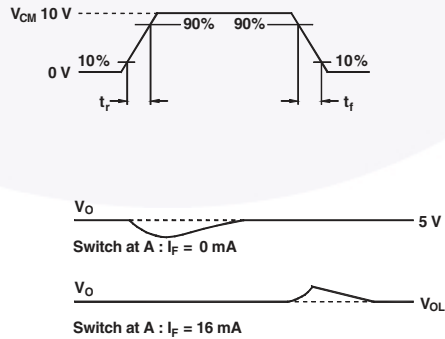 V_CM 10 V
90% 90%
10% 10%
0 V
t_r t_f
V_O
5 V
Switch at A : I_F = 0 mA
V_O
V_OL
Switch at A : I_F = 16 mA